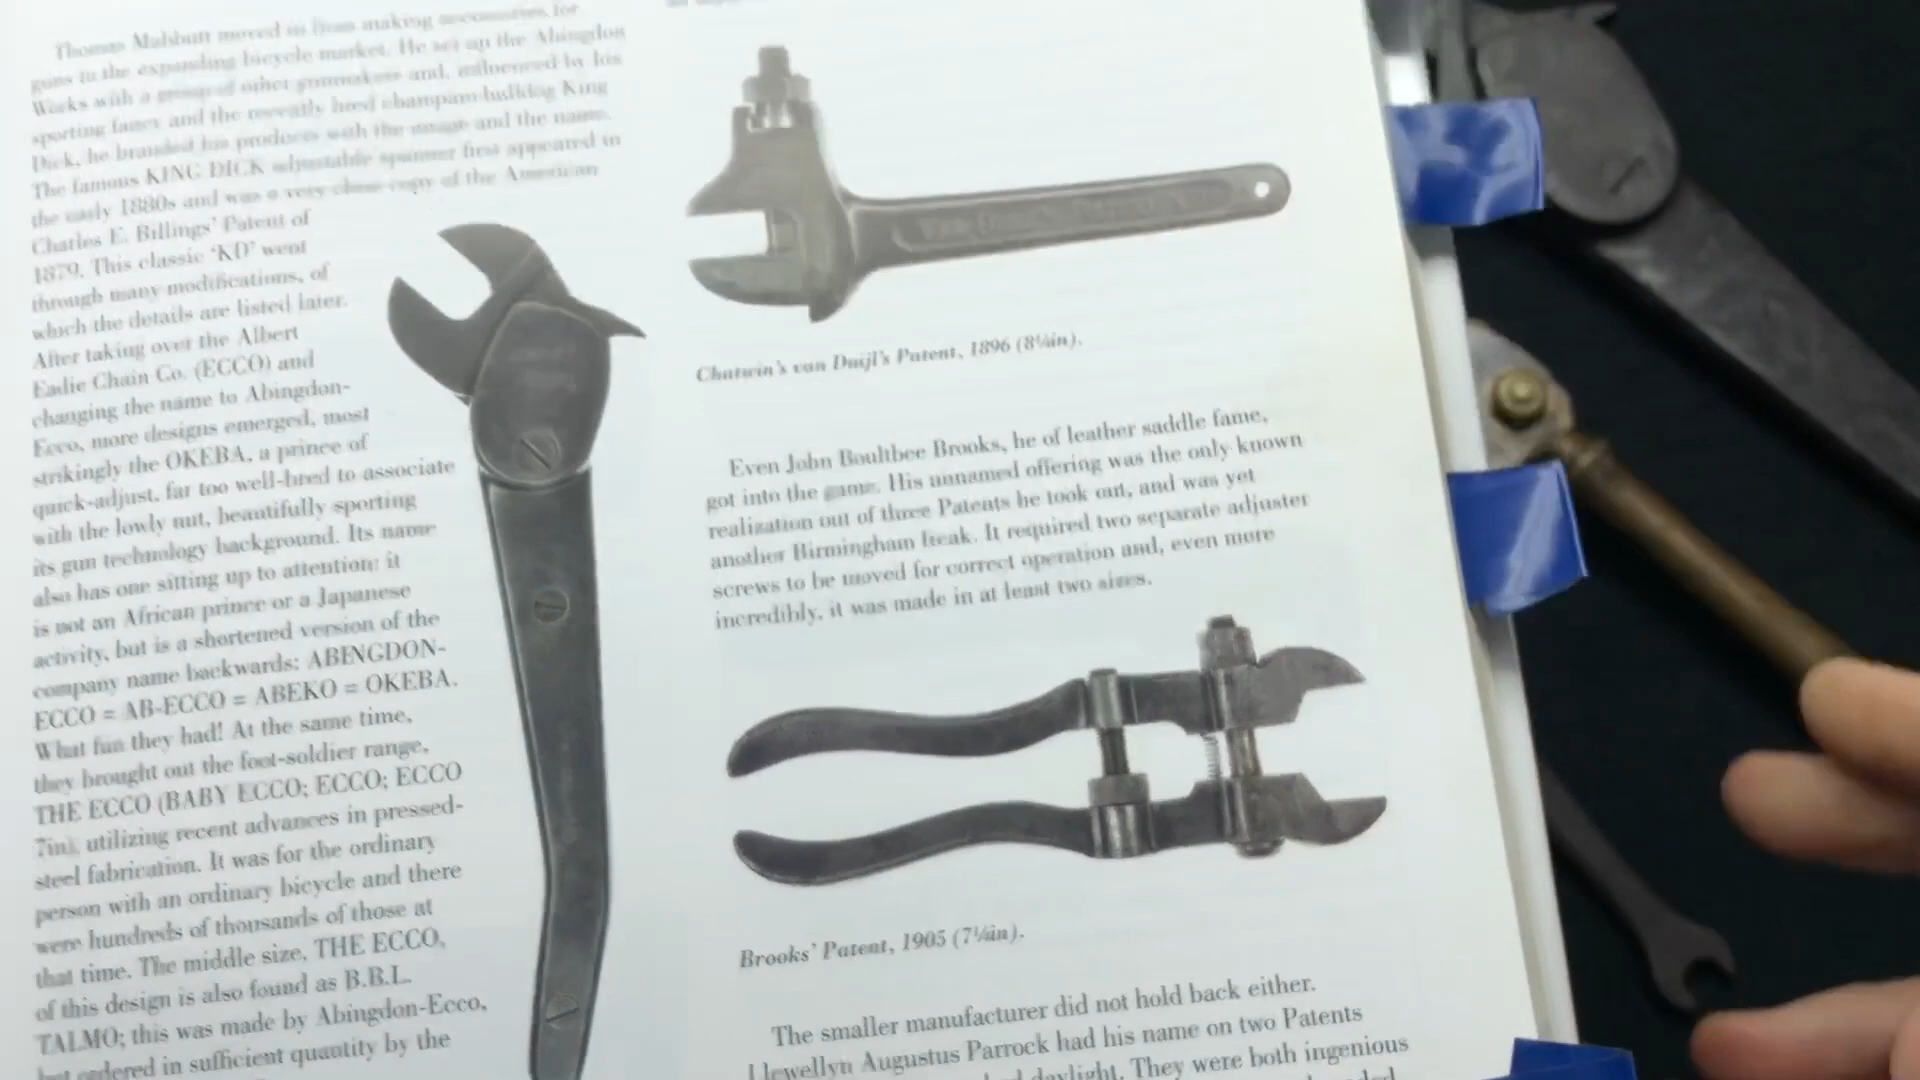 Thomas Mabbutt moved in from making accessories for
guns to the expanding bicycle market. He set up the Abingdon
Works with a group of other gunmakers and, influenced by his
sporting fancy and the recently bred champion bulldog King
Dick, he branded his products with the image and the name.
The famous KING DICK adjustable spanner first appeared in
the early 1880s and was a very close copy of the American
Charles E. Billings' Patent of
1879. This classic 'KD' went
through many modifications, of
which the details are listed later.
After taking over the Albert
Eadie Chain Co. (ECCO) and
changing the name to Abingdon-
Ecco, more designs emerged, most
strikingly the OKEBA, a prince of
quick-adjust, far too well-bred to associate
with the lowly nut, beautifully sporting
its gun technology background. Its name
also has one sitting up to attention: it
is not an African prince or a Japanese
activity, but is a shortened version of the
company name backwards: ABINGDON-
ECCO = AB-ECCO = ABEKO = OKEBA.
What fun they had! At the same time,
they brought out the foot-soldier range,
THE ECCO (BABY ECCO; ECCO; ECCO
7in), utilizing recent advances in pressed-
steel fabrication. It was for the ordinary
person with an ordinary bicycle and there
were hundreds of thousands of those at
that time. The middle size, THE ECCO,
of this design is also found as B.B.L.
TALMO; this was made by Abingdon-Ecco,
but ordered in sufficient quantity by the
Chatwin's van Duijl's Patent, 1896 (8¼in).
Even John Boultbee Brooks, he of leather saddle fame,
got into the game. His unnamed offering was the only known
realization out of three Patents he took out, and was yet
another Birmingham freak. It required two separate adjuster
screws to be moved for correct operation and, even more
incredibly, it was made in at least two sizes.
Brooks' Patent, 1905 (7¼in).
The smaller manufacturer did not hold back either.
Llewellyn Augustus Parrock had his name on two Patents
daylight. They were both ingenious